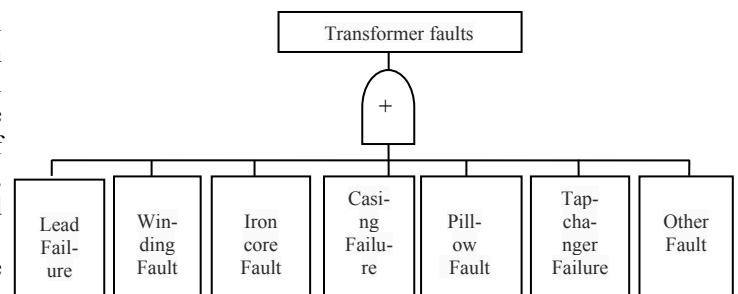 Transformer faults
+
Lead
Fail-
ure
Win-
ding
Fault
Iron
core
Fault
Casi-
ng
Failu-
re
Pill-
ow
Fault
Tap-
cha-
nger
Failure
Other
Fault